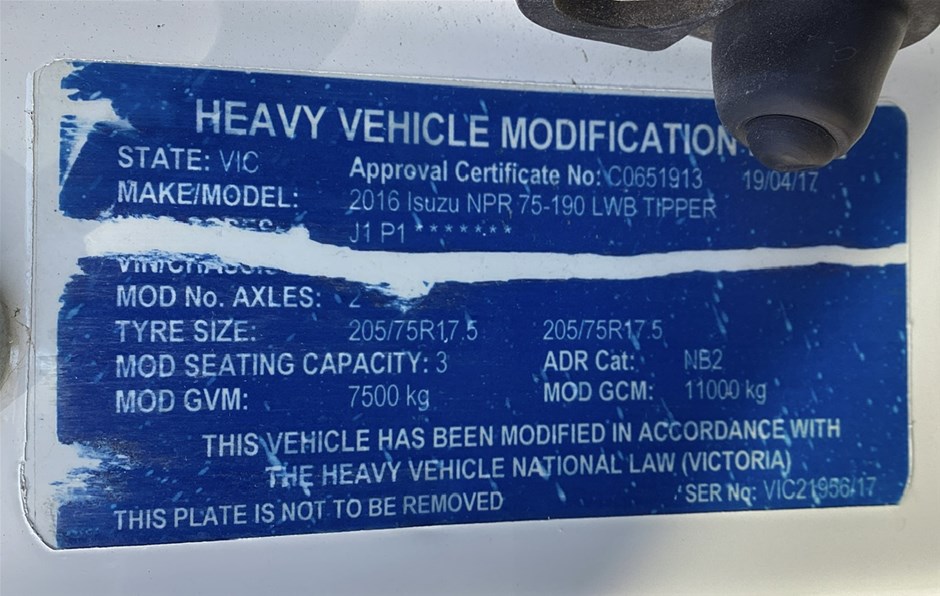 HEAVY VEHICLE MODIFICATION
STATE: VIC Approval Certificate No: C0651913 19/04/17
MAKE/MODEL: 2016 Isuzu NPR 75-190 LWB TIPPER
J1 P1 *******
MOD No. AXLES: 2
TYRE SIZE: 205/75R17.5 205/75R17.5
MOD SEATING CAPACITY: 3 ADR Cat: NB2
MOD GVM: 7500 kg MOD GCM: 11000 kg
THIS VEHICLE HAS BEEN MODIFIED IN ACCORDANCE WITH
THE HEAVY VEHICLE NATIONAL LAW (VICTORIA)
SER No: VIC21956/17
THIS PLATE IS NOT TO BE REMOVED